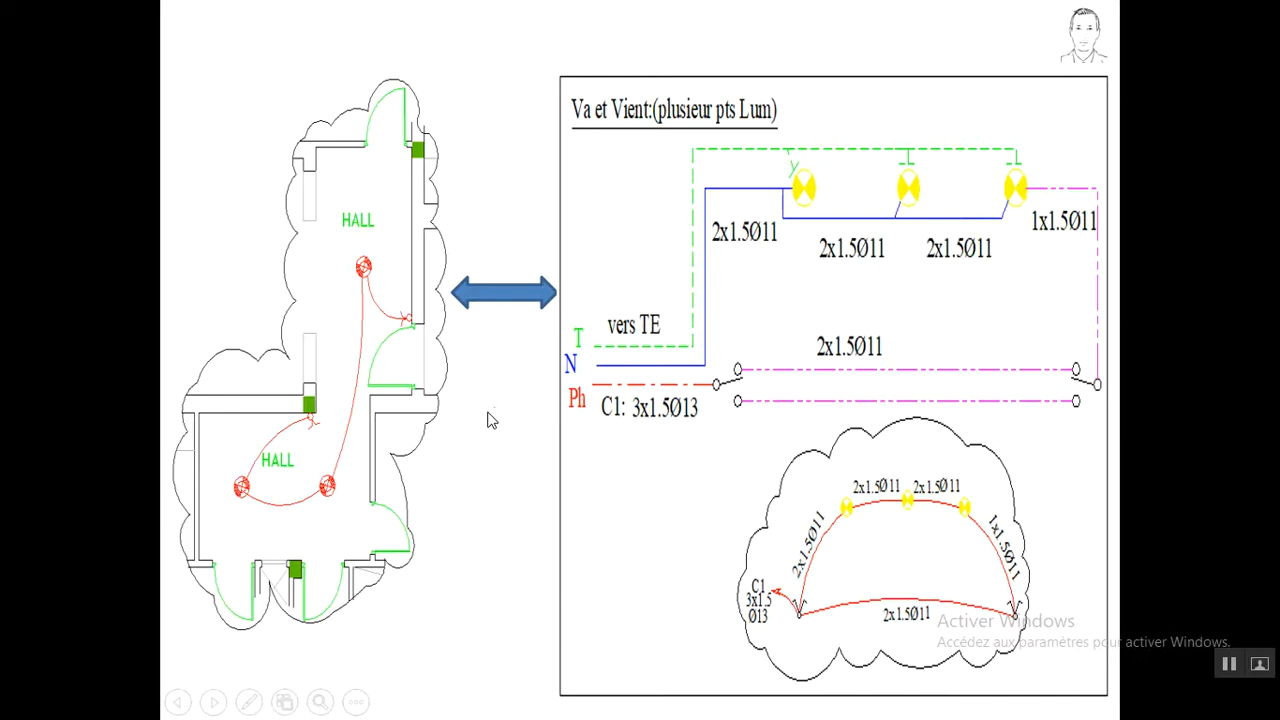 Va et Vient:(plusieur pts Lum)
HALL
HALL
2x1.5Ø11
2x1.5Ø11
2x1.5Ø11
1x1.5Ø11
T
vers TE
N
Ph
C1: 3x1.5Ø13
2x1.5Ø11
2x1.5Ø11
2x1.5Ø11
2x1.5Ø11
1x1.5Ø11
C1
3x1.5
Ø13
2x1.5Ø11
Activer Windows
Accédez aux paramètres pour activer Windows.